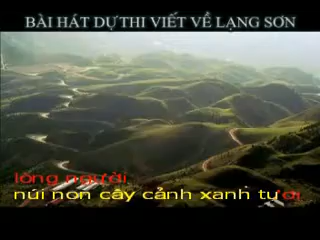 BÀI HÁT DỰ THI VIẾT VỀ LẠNG SƠN
lòng người
núi non cây cảnh xanh tươi